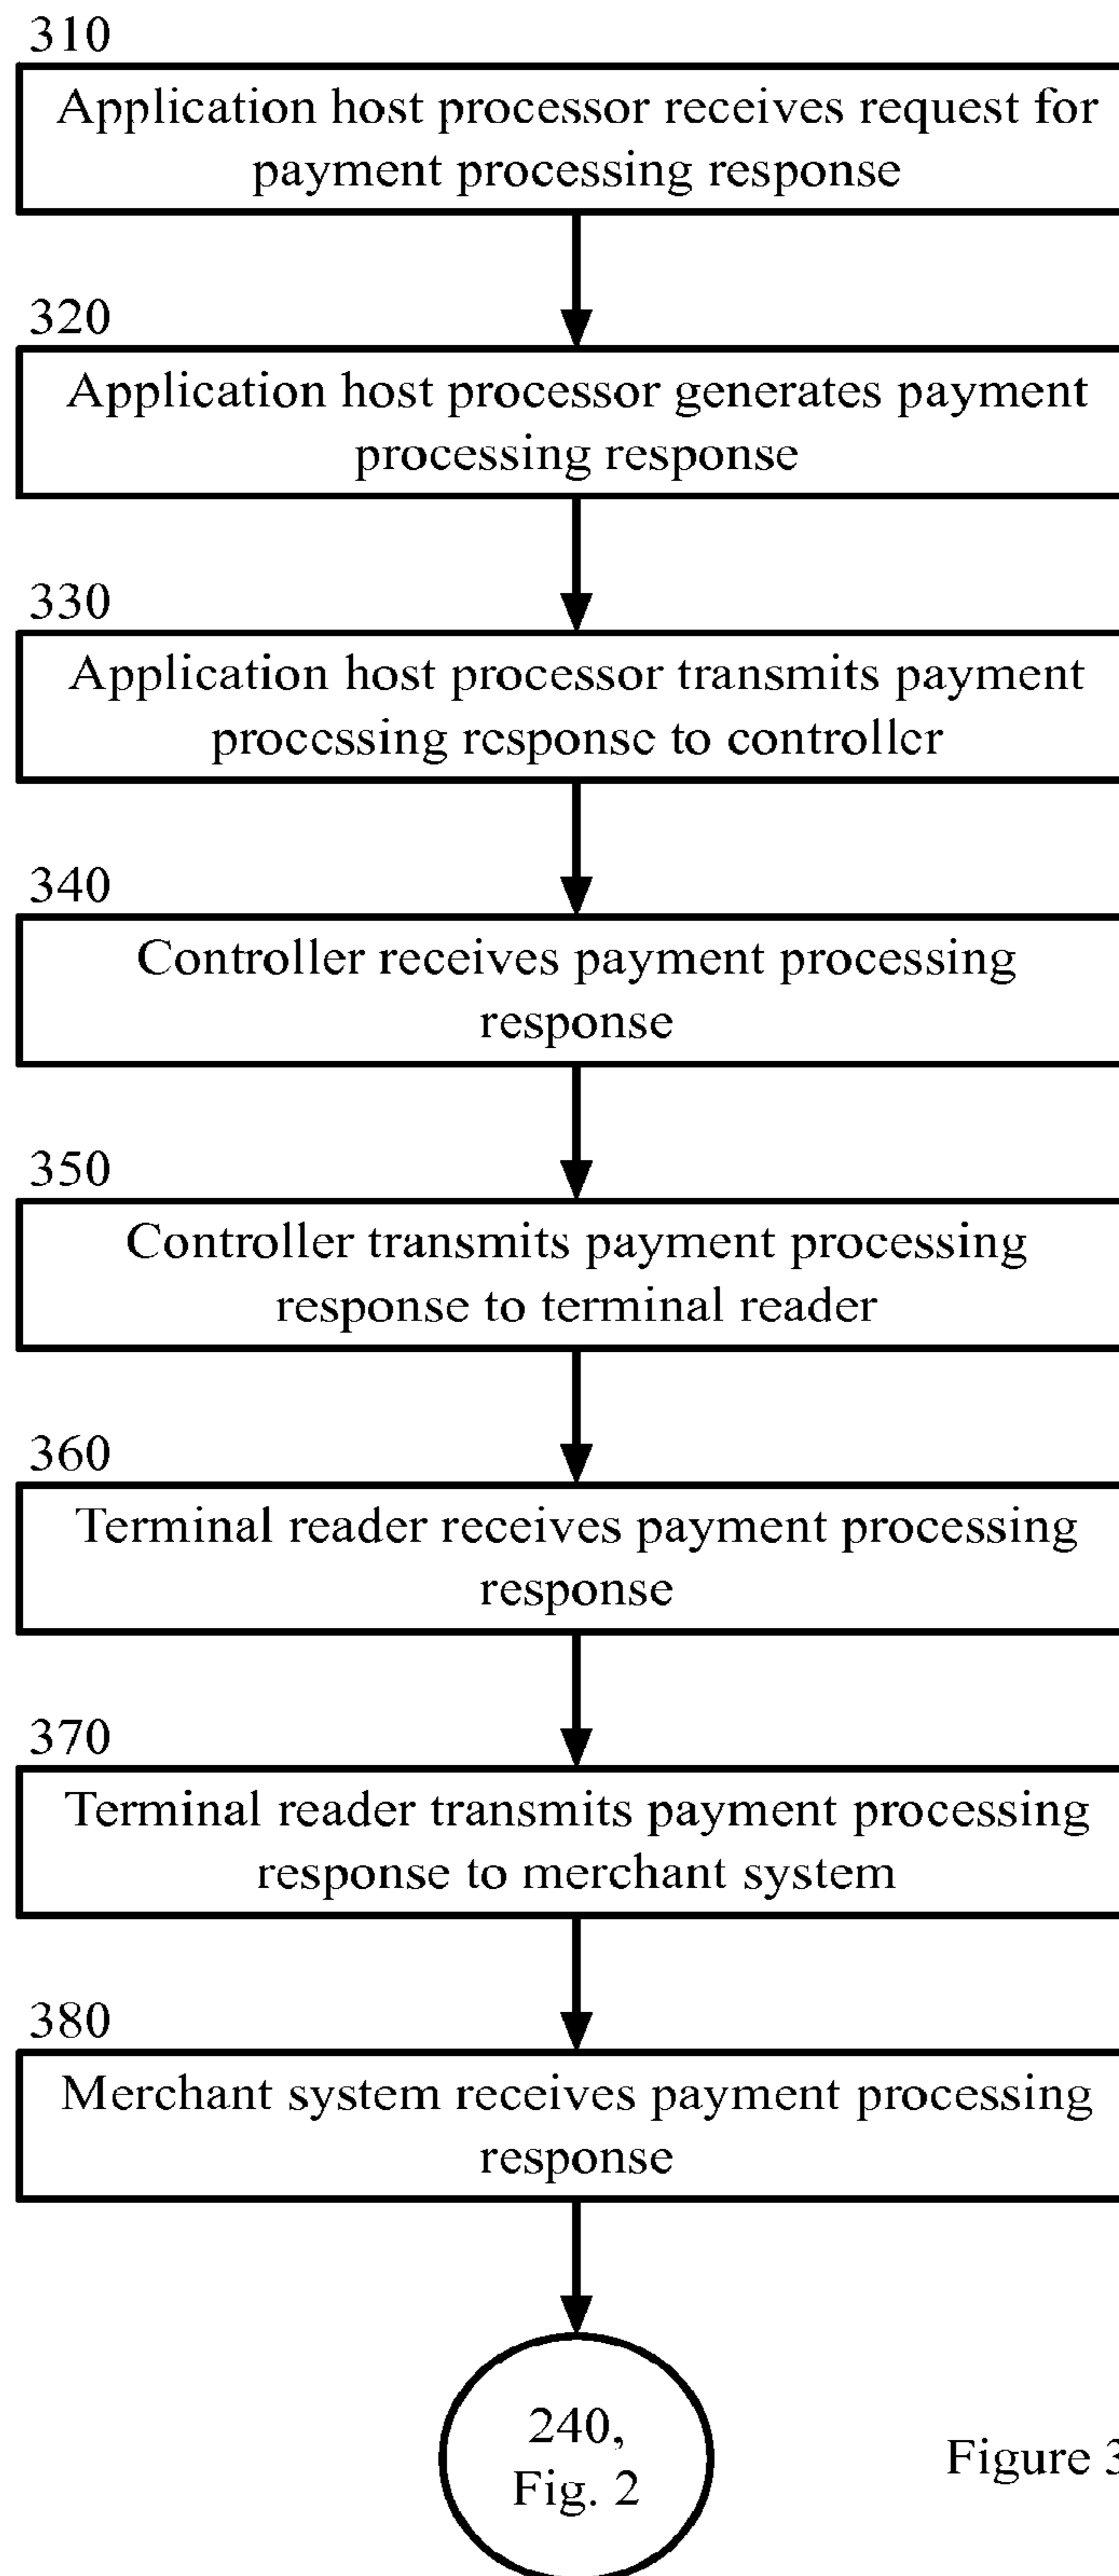 310
Application host processor receives request for
payment processing response
320
Application host processor generates payment
processing response
330
Application host processor transmits payment
processing response to controller
340
Controller receives payment processing
response
350
Controller transmits payment processing
response to terminal reader
360
Terminal reader receives payment processing
response
370
Terminal reader transmits payment processing
response to merchant system
380
Merchant system receives payment processing
response
240,
Fig. 2
Figure 3